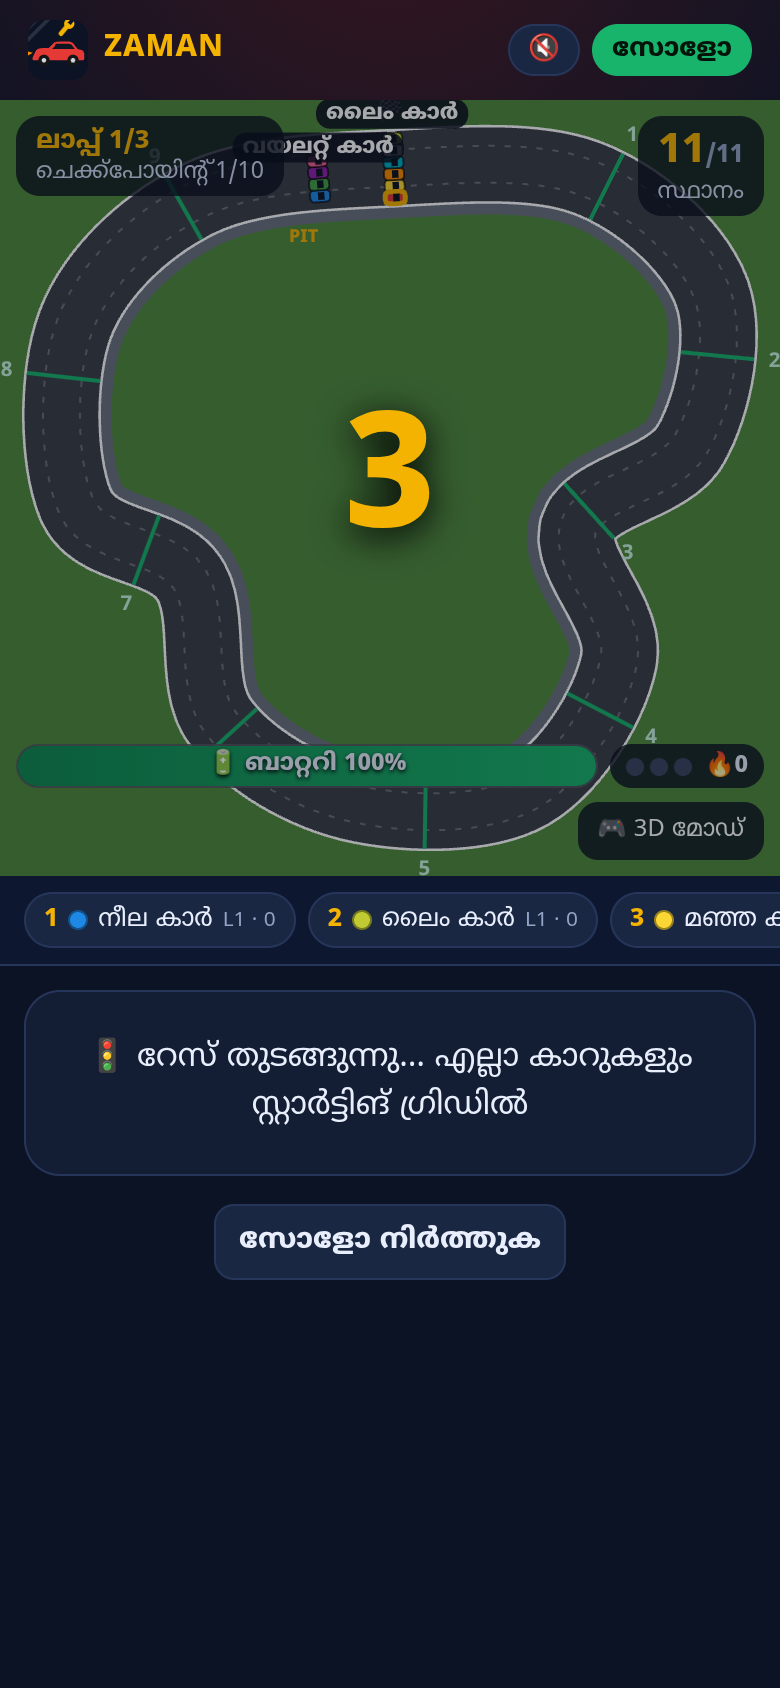 ZAMAN
സോളോ
ലൈം കാർ
ലാപ്പ് 1/3
ചെക്ക്പോയിന്റ് 1/10
വയലറ്റ് കാർ
11/11
സ്ഥാനം
1
9
PIT
8
2
3
3
7
4
ബാറ്ററി 100%
0
3D മോഡ്
5
1 നീല കാർ L1 · 0
2 ലൈം കാർ L1 · 0
3 മഞ്ഞ
റേസ് തുടങ്ങുന്നു... എല്ലാ കാറുകളും
സ്റ്റാർട്ടിങ് ഗ്രിഡിൽ
സോളോ നിർത്തുക